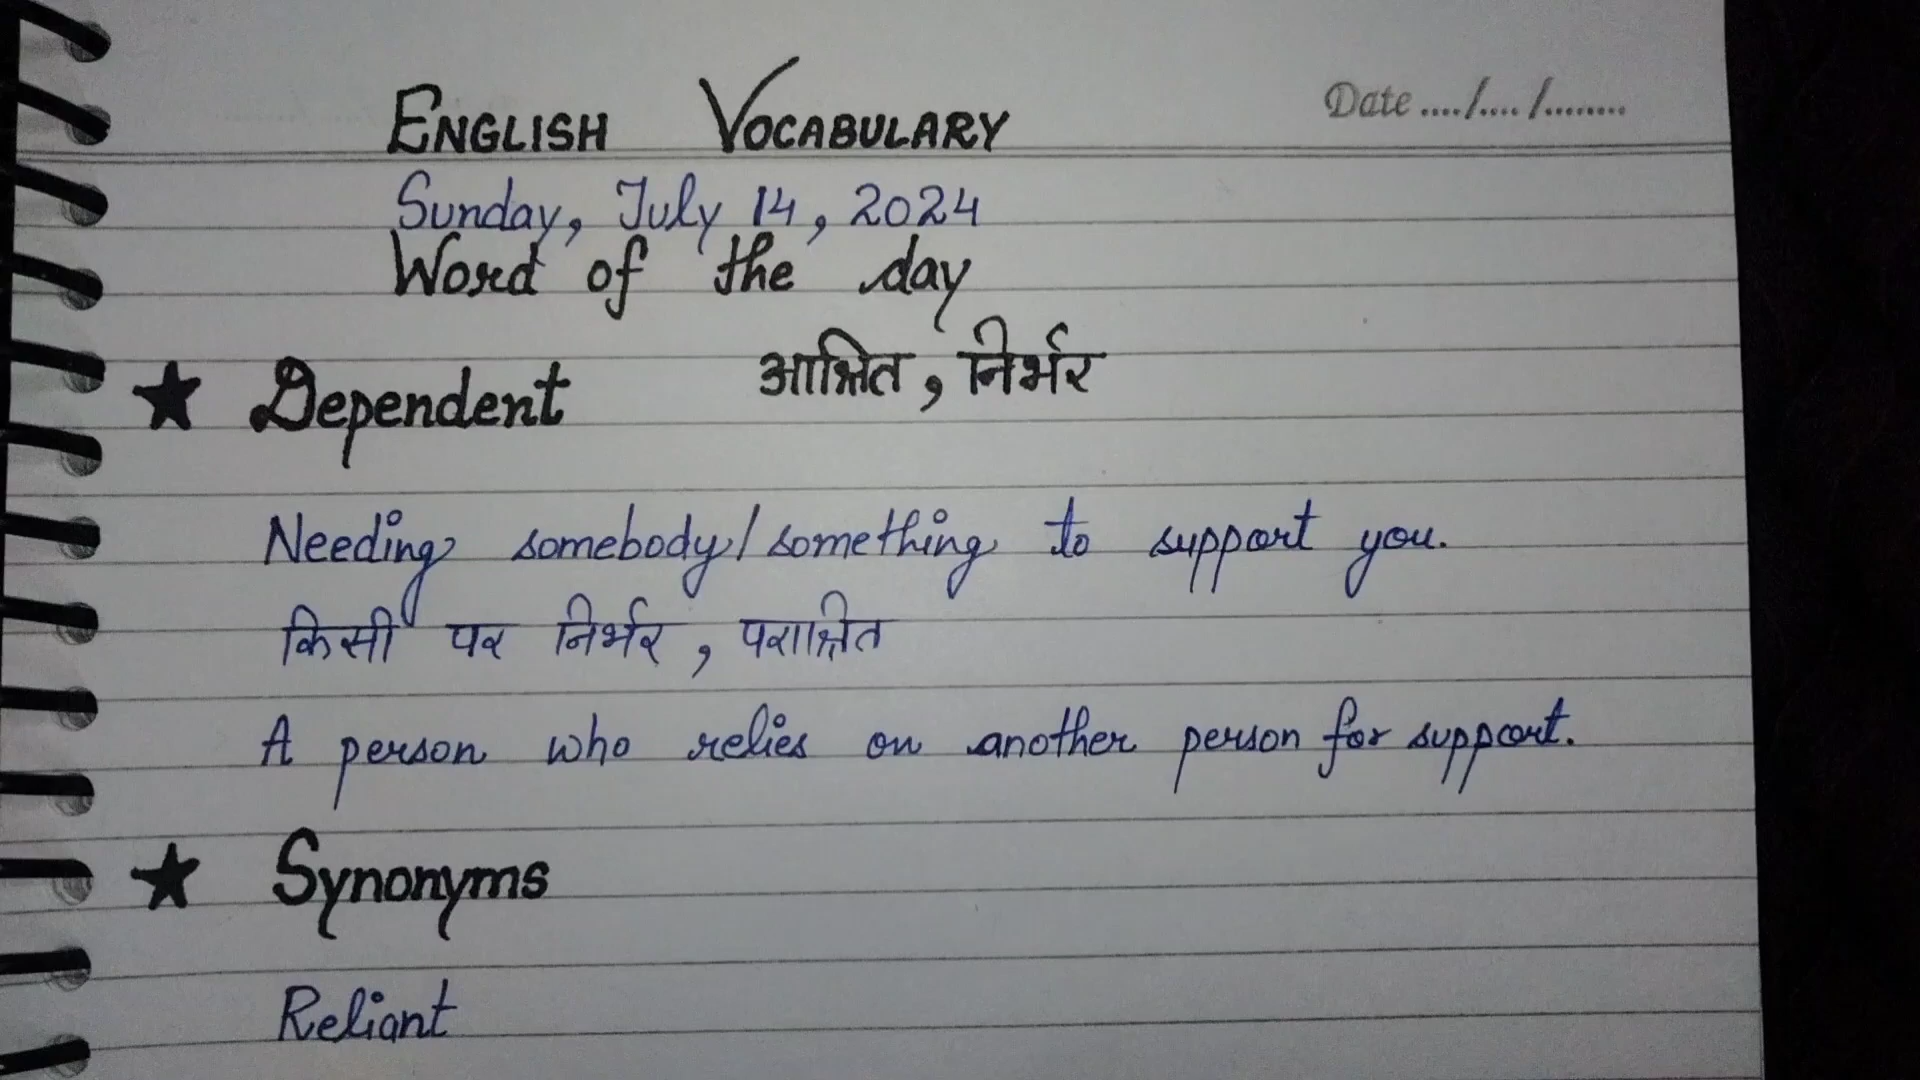 ENGLISH VOCABULARY
Date ..../..../........
Sunday, July 14, 2024
Word of the day
★ Dependent आश्रित, निर्भर
Needing somebody/something to support you.
किसी पर निर्भर, पराश्रित
A person who relies on another person for support.
★ Synonyms
Reliant